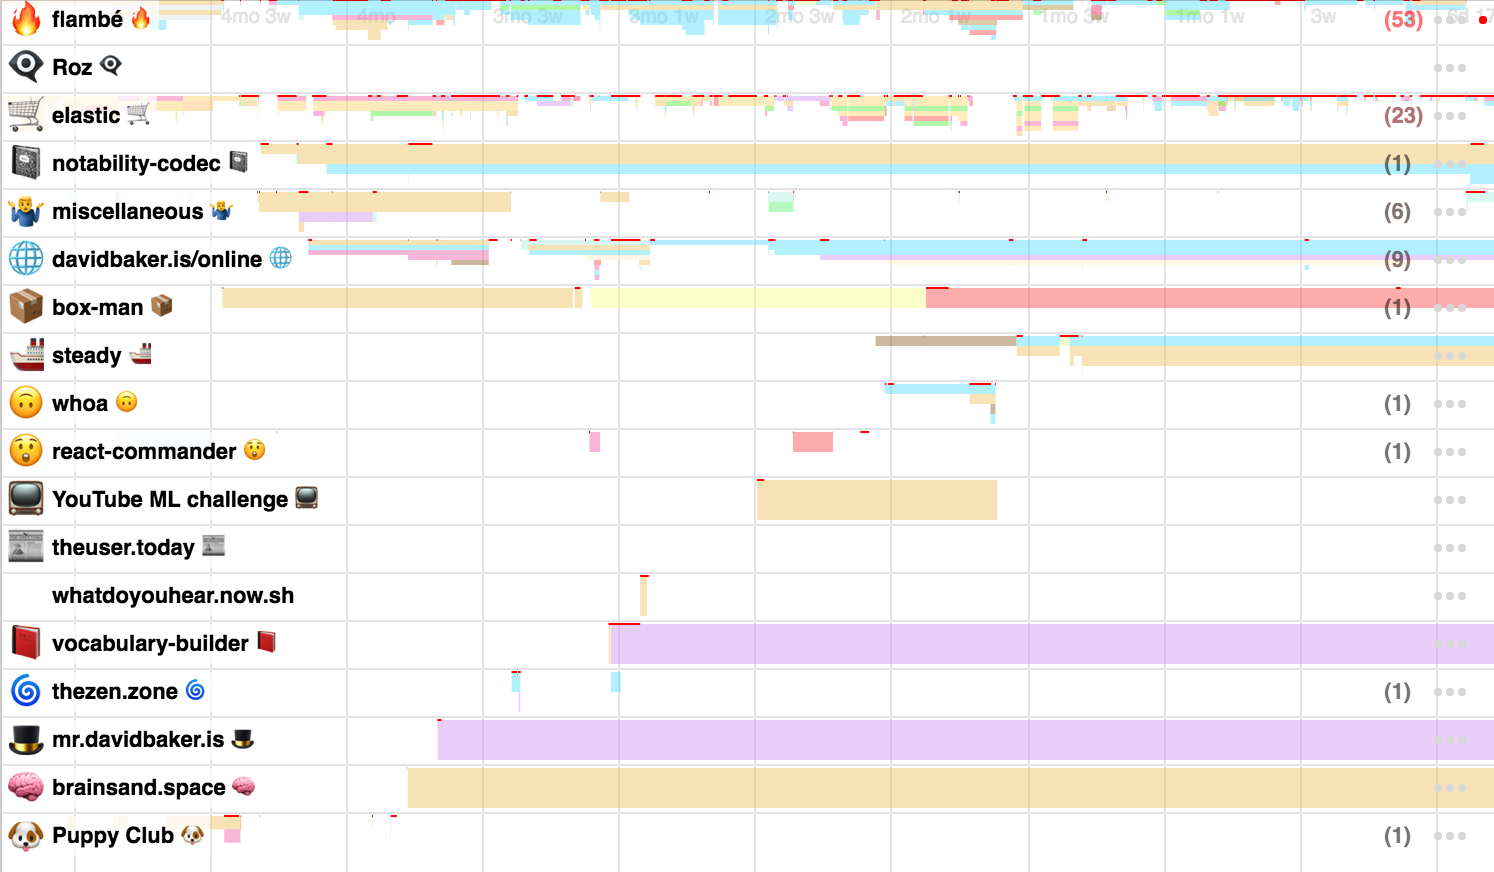 4mo 3w 4mo 3mo 3w 3mo 1w 2mo 3w 2mo 1w 1mo 3w 1mo 1w 3w 6d 17
flambé 🔥 (53)
Roz 👁‍🗨
elastic 🛒 (23)
notability-codec 📓 (1)
miscellaneous 🤷‍♂️ (6)
davidbaker.is/online 🌐 (9)
box-man 📦 (1)
steady 🚢
whoa 🙃 (1)
react-commander 😲 (1)
YouTube ML challenge 📺
theuser.today 📰
whatdoyouhear.now.sh
vocabulary-builder 📕
thezen.zone 🌀 (1)
mr.davidbaker.is 🎩
brainsand.space 🧠
Puppy Club 🐶 (1)